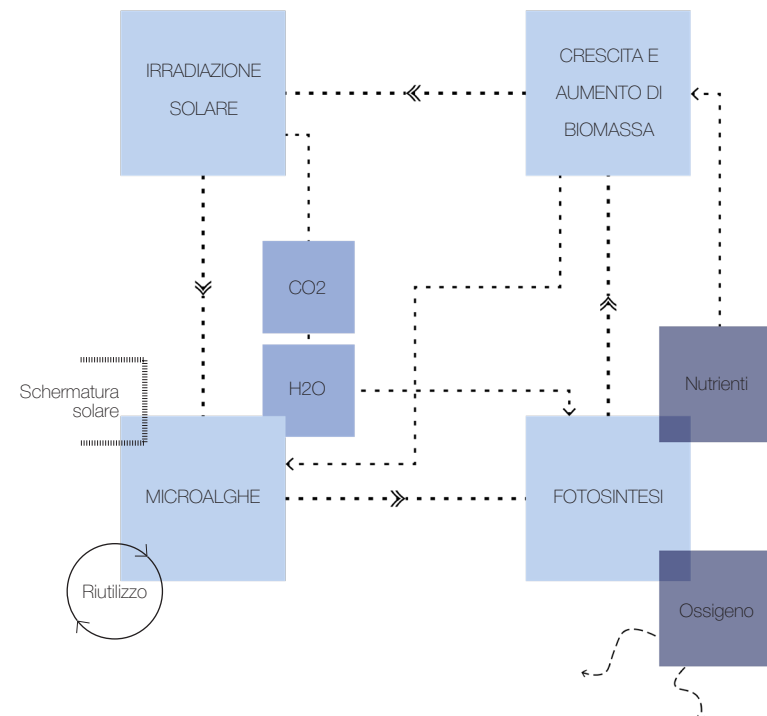 IRRADIAZIONE
SOLARE
CRESCITA E
AUMENTO DI
BIOMASSA
CO2
H2O
Schermatura
solare
Nutrienti
MICROALGHE
FOTOSINTESI
Riutilizzo
Ossigeno